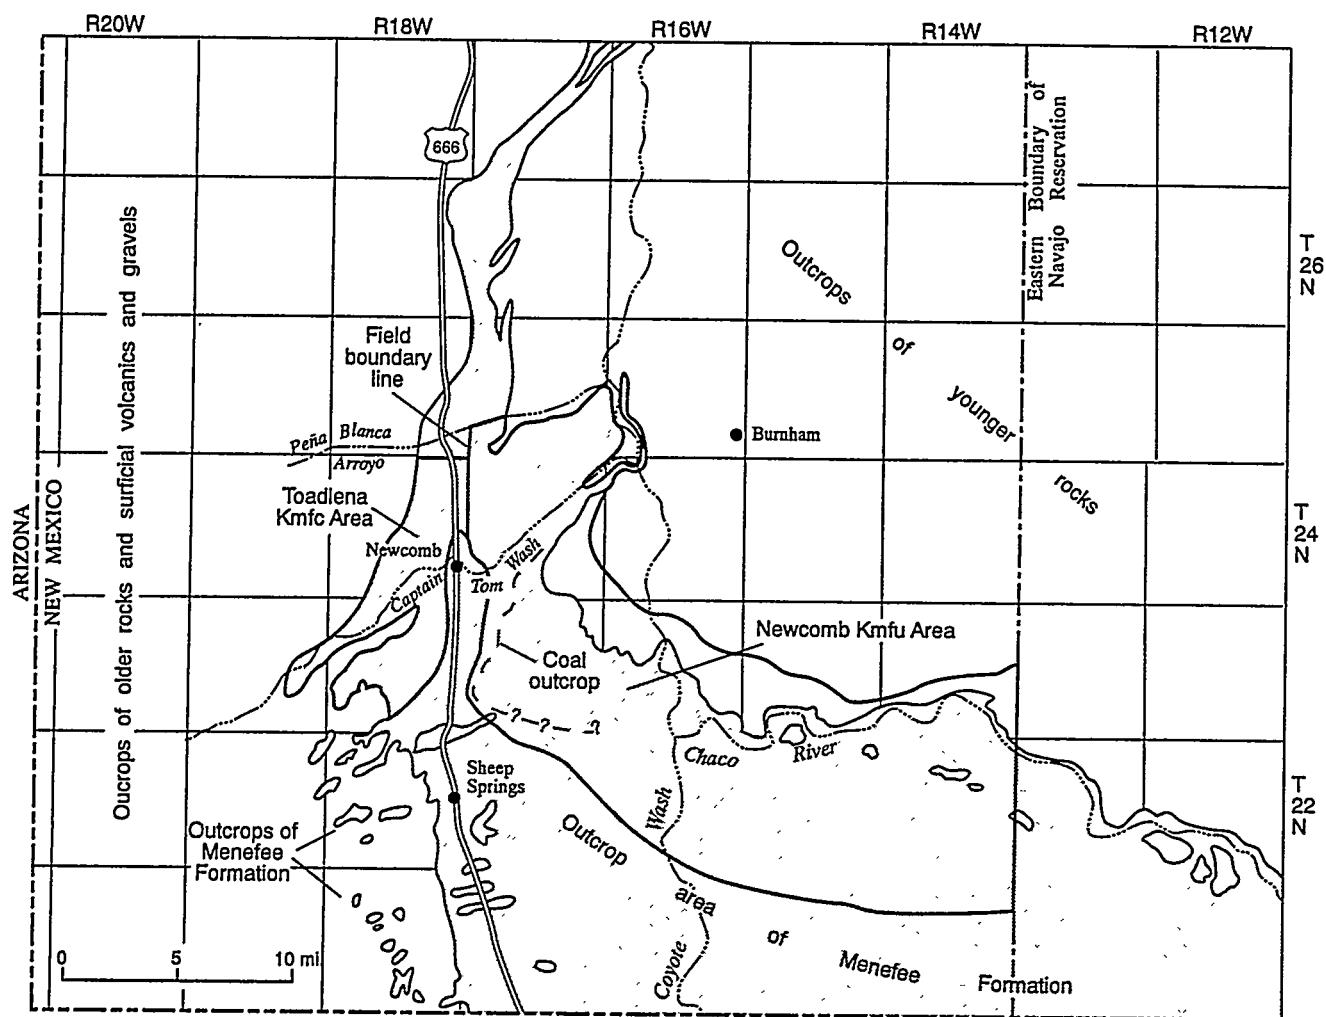 R20W
R18W
R16W
R14W
R12W
666
Eastern Boundary of
Navajo Reservation
T
26
N
Outcrops
of
younger
rocks
Oucrops of older rocks and surficial volcanics and gravels
Field
boundary
line
Peña Blanca
Arroyo
Burnham
Toadlena
Kmfc Area
Newcomb
Captain
Tom
Wash
T
24
N
ARIZONA
NEW MEXICO
Newcomb Kmfu Area
Coal
outcrop
? ? ?
Chaco
River
Sheep
Springs
Wash
T
22
N
Outcrops of
Menefee
Formation
Outcrop
area
of
Menefee
Formation
Coyote
0 5 10 mi.